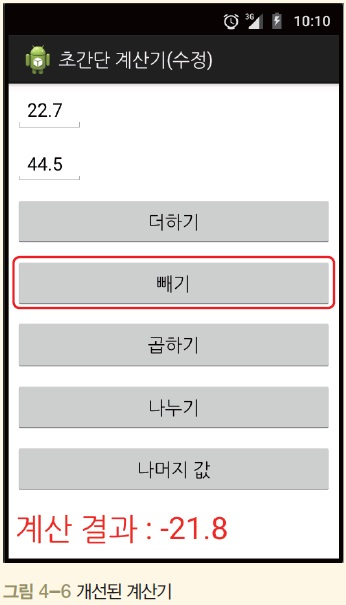 3G 10:10
초간단 계산기(수정)
22.7
44.5
더하기
빼기
곱하기
나누기
나머지 값
계산 결과 : -21.8
그림 4-6 개선된 계산기